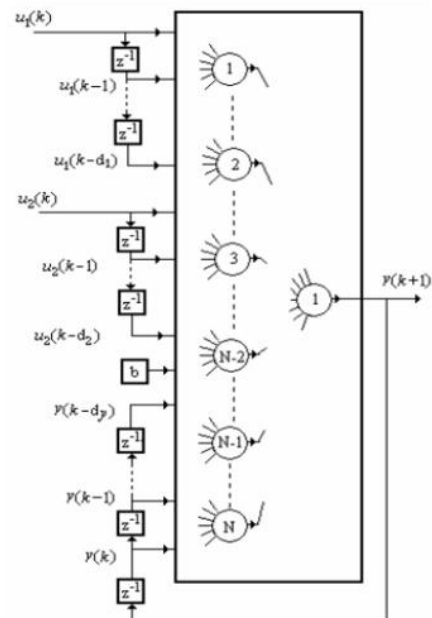 u₁(k)
z⁻¹
1
u₁(k-1)
z⁻¹
u₁(k-d₁)
2
u₂(k)
z⁻¹
3
u₂(k-1)
z⁻¹
1
y(k+1)
u₂(k-d₂)
N-2
b
y(k-dy)
z⁻¹
N-1
y(k-1)
z⁻¹
N
y(k)
z⁻¹